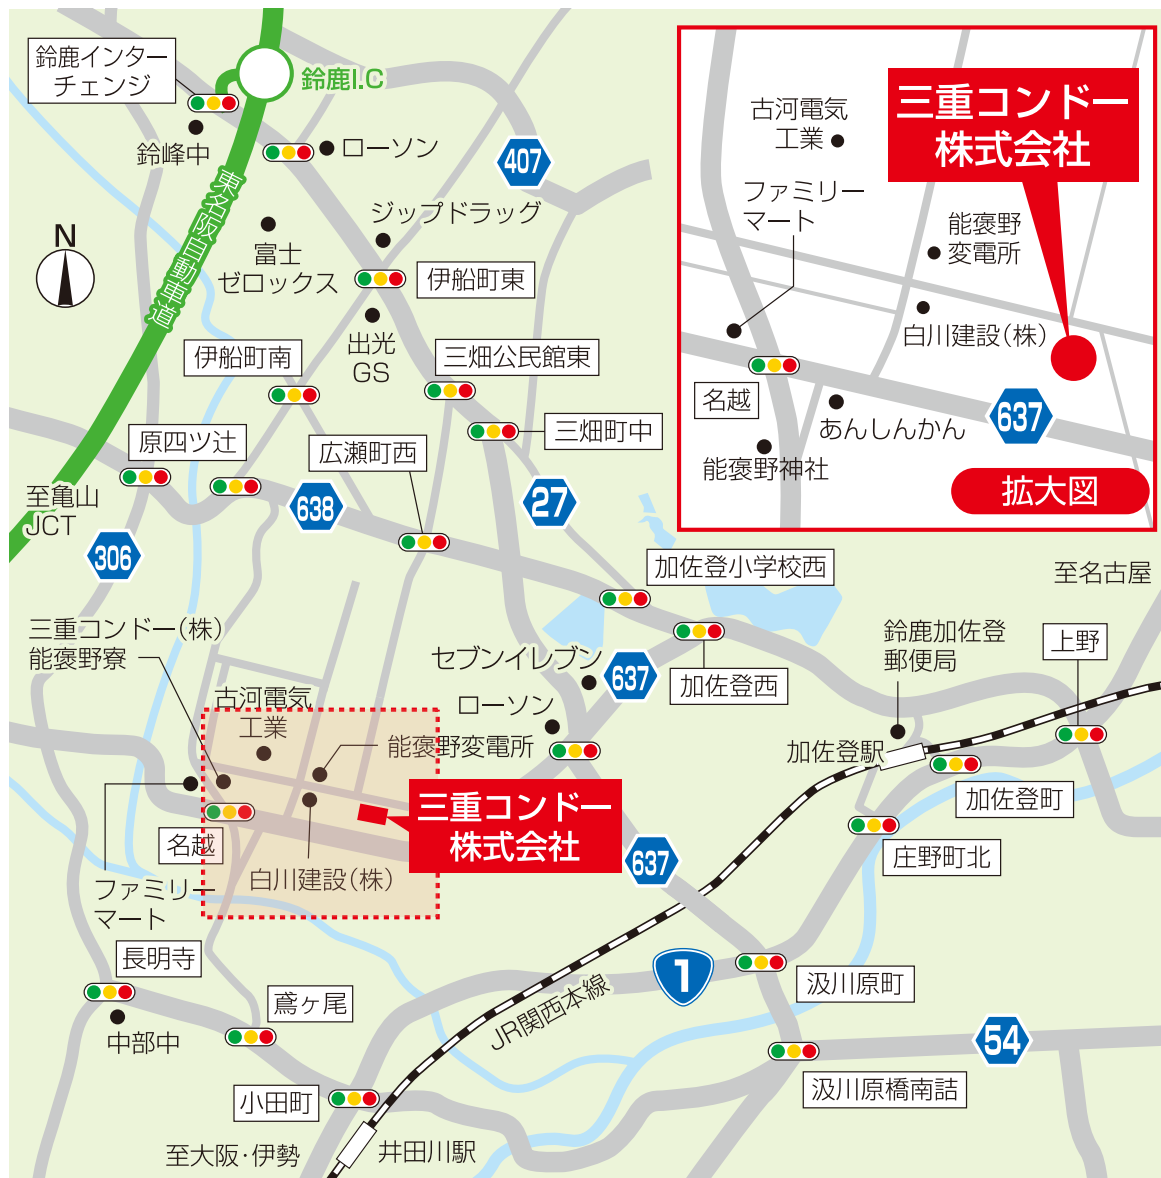 鈴鹿インター
チェンジ
鈴鹿I.C
鈴峰中
ローソン
407
東名阪自動車道
ジップドラッグ
N
富士
ゼロックス
伊船町東
出光
GS
伊船町南
三畑公民館東
三畑町中
原四ツ辻
広瀬町西
至亀山
JCT
638
27
306
加佐登小学校西
至名古屋
三重コンドー(株)
能褒野寮
セブンイレブン
637
加佐登西
鈴鹿加佐登
郵便局
上野
古河電気
工業
ローソン
能褒野変電所
加佐登駅
三重コンドー
株式会社
加佐登町
名越
637
庄野町北
白川建設(株)
ファミリー
マート
長明寺
1
汲川原町
鳶ヶ尾
JR関西本線
中部中
54
小田町
汲川原橋南詰
至大阪・伊勢
井田川駅
古河電気
工業
三重コンドー
株式会社
ファミリー
マート
能褒野
変電所
白川建設(株)
名越
637
あんしんかん
能褒野神社
拡大図